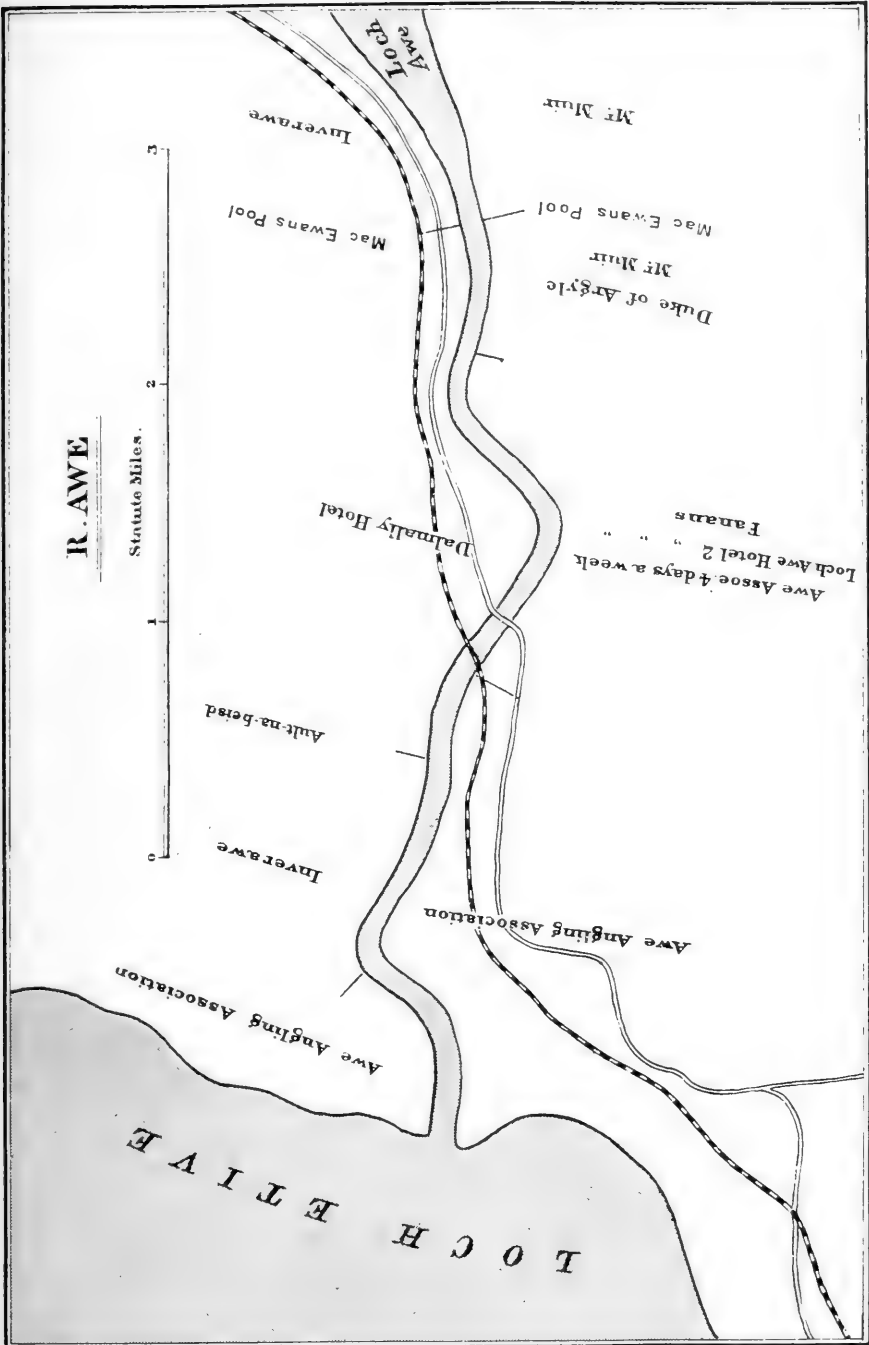 R. AWE
Statute Miles.
0 1 2 3
Loch
Awe
Inverawe
Mac Ewans Pool
Dalmally Hotel
Ault-na-beisd
Inverawe
Awe Angling Association
Mr. Muir
Mac Ewans Pool
Mr. Muir
Duke of Argyle
Awe Assoc. 4 days a week
Loch Awe Hotel 2 " " "
Fanans
Awe Angling Association
LOCH ETIVE